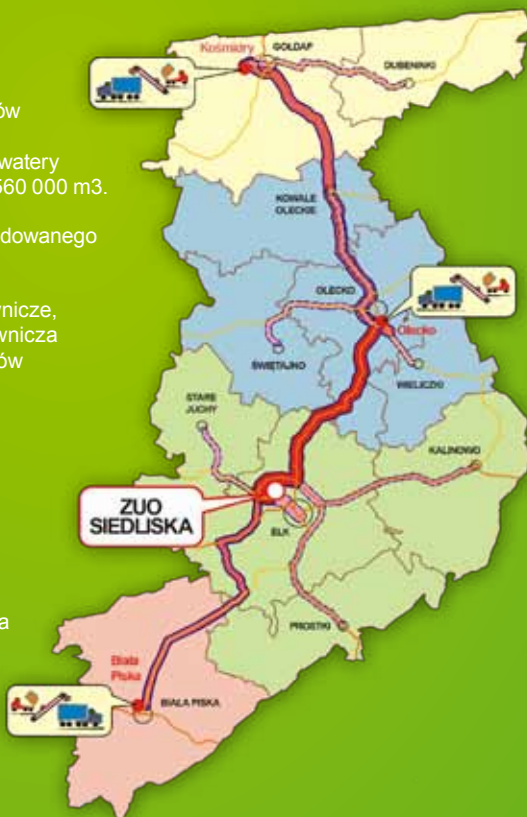 ów
watery
560 000 m3.
dowanego
nicze,
wnicza
ów
a
Kośmidry
GOŁDAP
DUBENINKI
KOWALE
OLECKIE
OLECKO
Olecko
ŚWIĘTAJNO
WIELICZKI
STARE
JUCHY
KALINOWO
ZUO
SIEDLISKA
EŁK
PROSTKI
Biała
Piska
BIAŁA PISKA